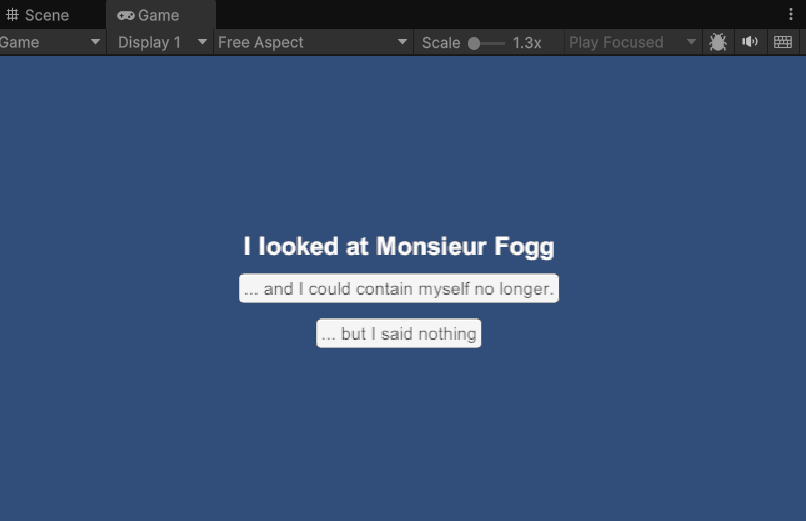 Scene
Game
Game
Display 1
Free Aspect
Scale
1.3x
Play Focused
I looked at Monsieur Fogg
... and I could contain myself no longer.
... but I said nothing